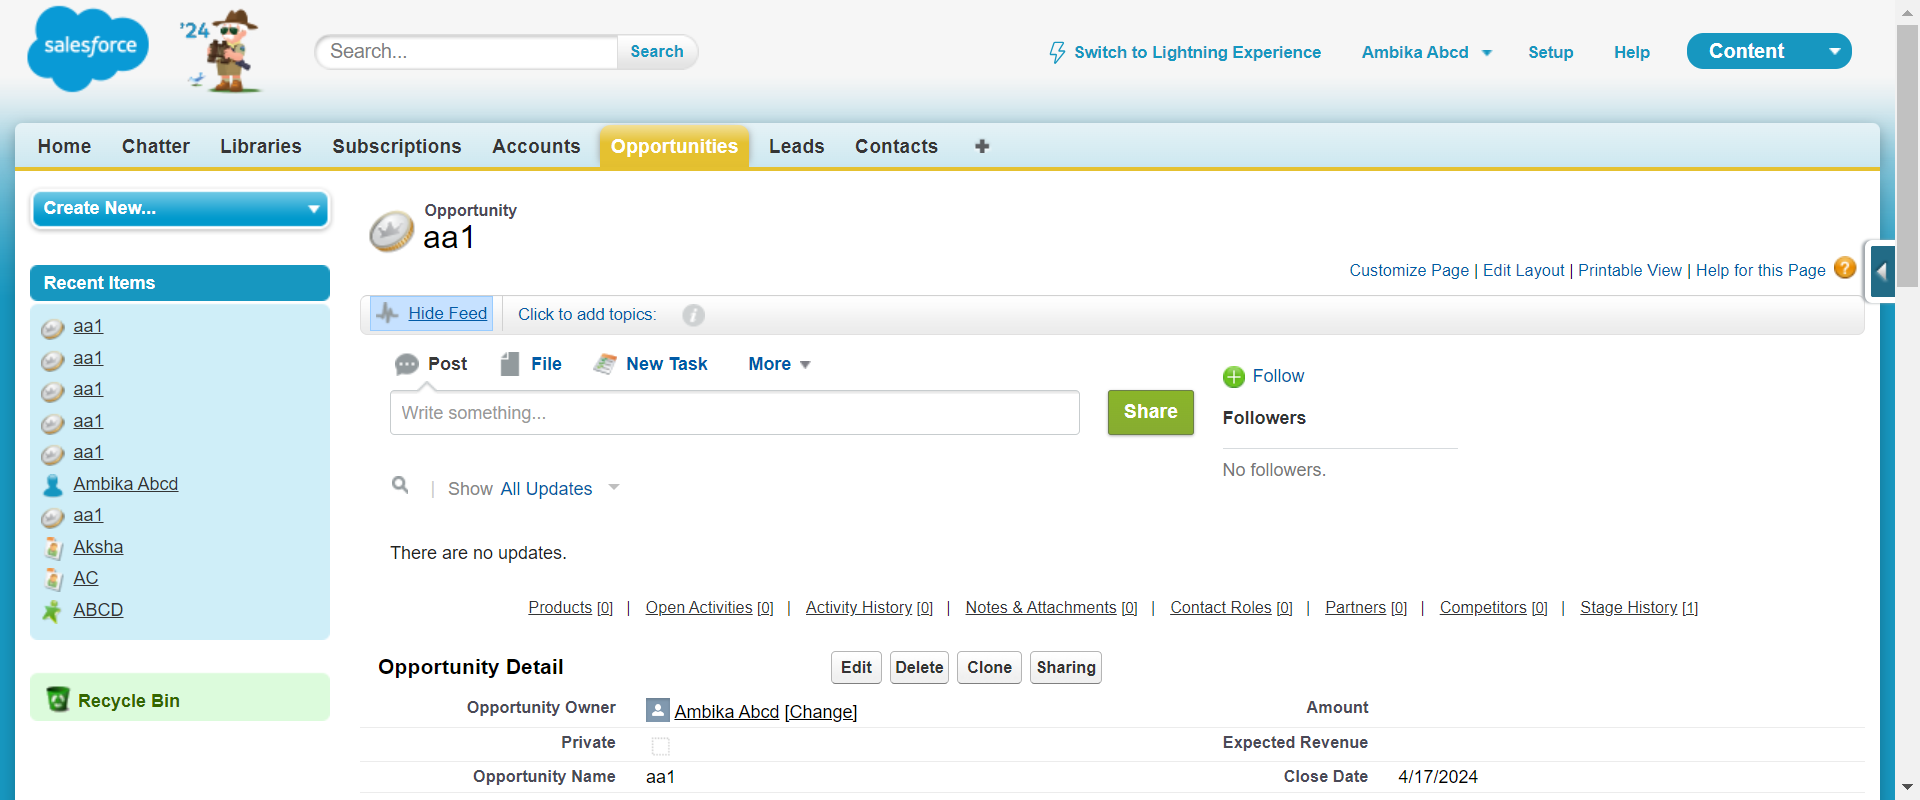 salesforce
'24
Search...
Search
Switch to Lightning Experience
Ambika Abcd
Setup
Help
Content
Home
Chatter
Libraries
Subscriptions
Accounts
Opportunities
Leads
Contacts
Create New...
Recent Items
aa1
aa1
aa1
aa1
aa1
Ambika Abcd
aa1
Aksha
AC
ABCD
Recycle Bin
Opportunity
aa1
Customize Page | Edit Layout | Printable View | Help for this Page
Hide Feed
Click to add topics:
Post
File
New Task
More
Write something...
Share
Follow
Followers
No followers.
Show All Updates
There are no updates.
Products [0] | Open Activities [0] | Activity History [0] | Notes & Attachments [0] | Contact Roles [0] | Partners [0] | Competitors [0] | Stage History [1]
Opportunity Detail
Edit
Delete
Clone
Sharing
Opportunity Owner Ambika Abcd [Change]
Amount
Private
Expected Revenue
Opportunity Name aa1
Close Date 4/17/2024